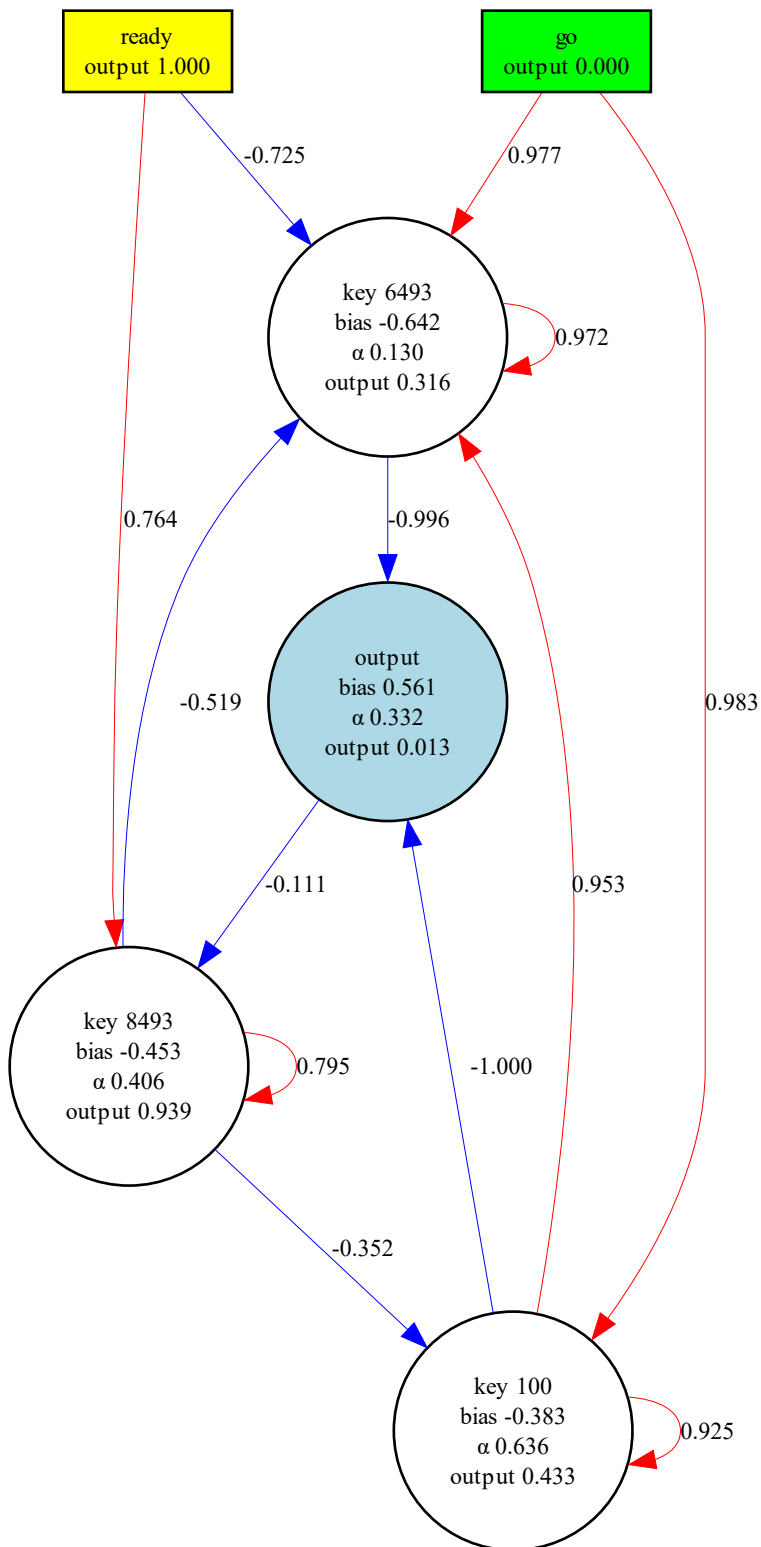 ready
output 1.000
go
output 0.000
-0.725
0.977
key 6493
bias -0.642
α 0.130
output 0.316
0.972
0.764
-0.996
output
bias 0.561
α 0.332
output 0.013
-0.519
0.983
-0.111
0.953
key 8493
bias -0.453
α 0.406
output 0.939
0.795
-1.000
-0.352
key 100
bias -0.383
α 0.636
output 0.433
0.925